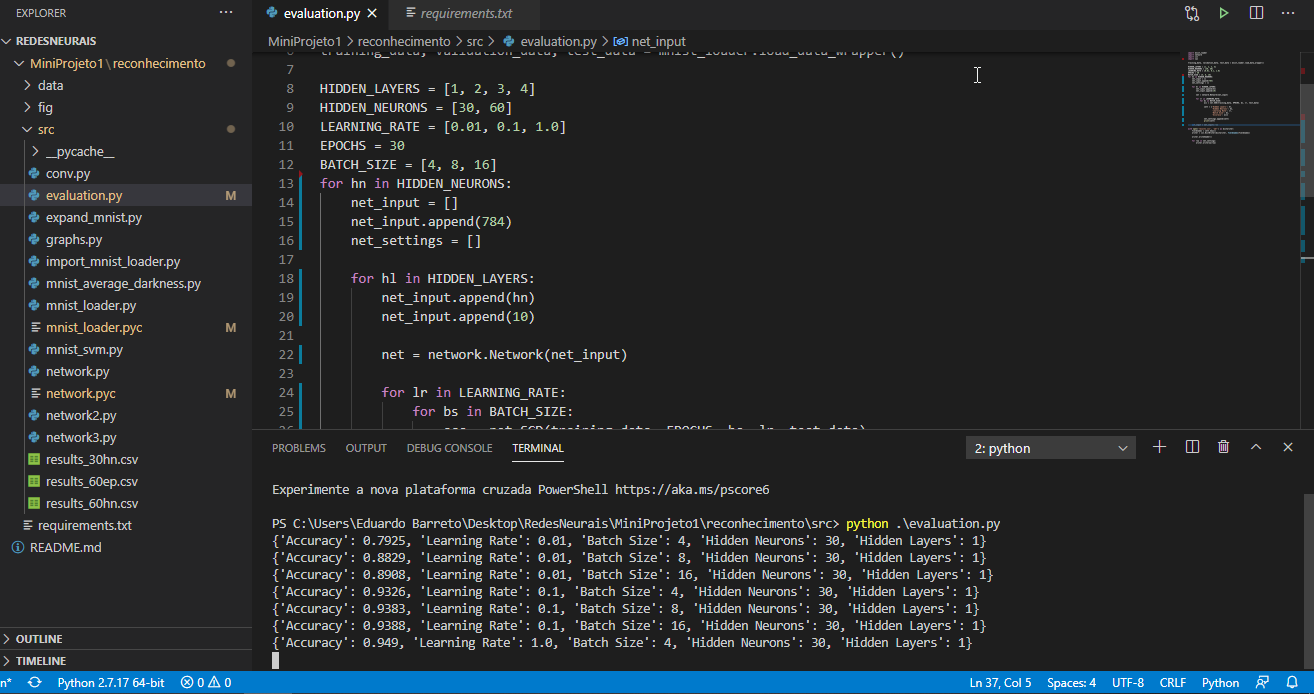 EXPLORER
evaluation.py
requirements.txt
REDESNEURAIS
MiniProjeto1 \ reconhecimento
data
fig
src
__pycache__
conv.py
evaluation.py M
expand_mnist.py
graphs.py
import_mnist_loader.py
mnist_average_darkness.py
mnist_loader.py
mnist_loader.pyc M
mnist_svm.py
network.py
network.pyc M
network2.py
network3.py
results_30hn.csv
results_60ep.csv
results_60hn.csv
requirements.txt
README.md
OUTLINE
TIMELINE
MiniProjeto1 > reconhecimento > src > evaluation.py > net_input
6 training_data, validation_data, test_data = mnist_loader.load_data_wrapper()
7
8 HIDDEN_LAYERS = [1, 2, 3, 4]
9 HIDDEN_NEURONS = [30, 60]
10 LEARNING_RATE = [0.01, 0.1, 1.0]
11 EPOCHS = 30
12 BATCH_SIZE = [4, 8, 16]
13 for hn in HIDDEN_NEURONS:
14 net_input = []
15 net_input.append(784)
16 net_settings = []
17
18 for hl in HIDDEN_LAYERS:
19 net_input.append(hn)
20 net_input.append(10)
21
22 net = network.Network(net_input)
23
24 for lr in LEARNING_RATE:
25 for bs in BATCH_SIZE:
26 acc = net.SGD(training_data, EPOCHS, bs, lr, test_data)
PROBLEMS OUTPUT DEBUG CONSOLE TERMINAL 2: python
Experimente a nova plataforma cruzada PowerShell https://aka.ms/pscore6
PS C:\Users\Eduardo Barreto\Desktop\RedesNeurais\MiniProjeto1\reconhecimento\src> python .\evaluation.py
{'Accuracy': 0.7925, 'Learning Rate': 0.01, 'Batch Size': 4, 'Hidden Neurons': 30, 'Hidden Layers': 1}
{'Accuracy': 0.8829, 'Learning Rate': 0.01, 'Batch Size': 8, 'Hidden Neurons': 30, 'Hidden Layers': 1}
{'Accuracy': 0.8908, 'Learning Rate': 0.01, 'Batch Size': 16, 'Hidden Neurons': 30, 'Hidden Layers': 1}
{'Accuracy': 0.9326, 'Learning Rate': 0.1, 'Batch Size': 4, 'Hidden Neurons': 30, 'Hidden Layers': 1}
{'Accuracy': 0.9383, 'Learning Rate': 0.1, 'Batch Size': 8, 'Hidden Neurons': 30, 'Hidden Layers': 1}
{'Accuracy': 0.9388, 'Learning Rate': 0.1, 'Batch Size': 16, 'Hidden Neurons': 30, 'Hidden Layers': 1}
{'Accuracy': 0.949, 'Learning Rate': 1.0, 'Batch Size': 4, 'Hidden Neurons': 30, 'Hidden Layers': 1}
n* Python 2.7.17 64-bit 0 0 Ln 37, Col 5 Spaces: 4 UTF-8 CRLF Python